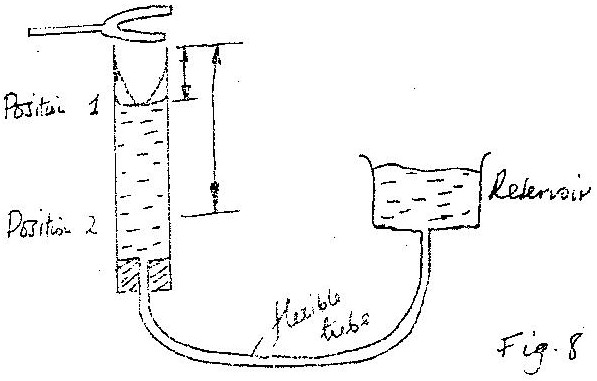 Position 1
Position 2
Reservoir
flexible
tube
Fig. 8